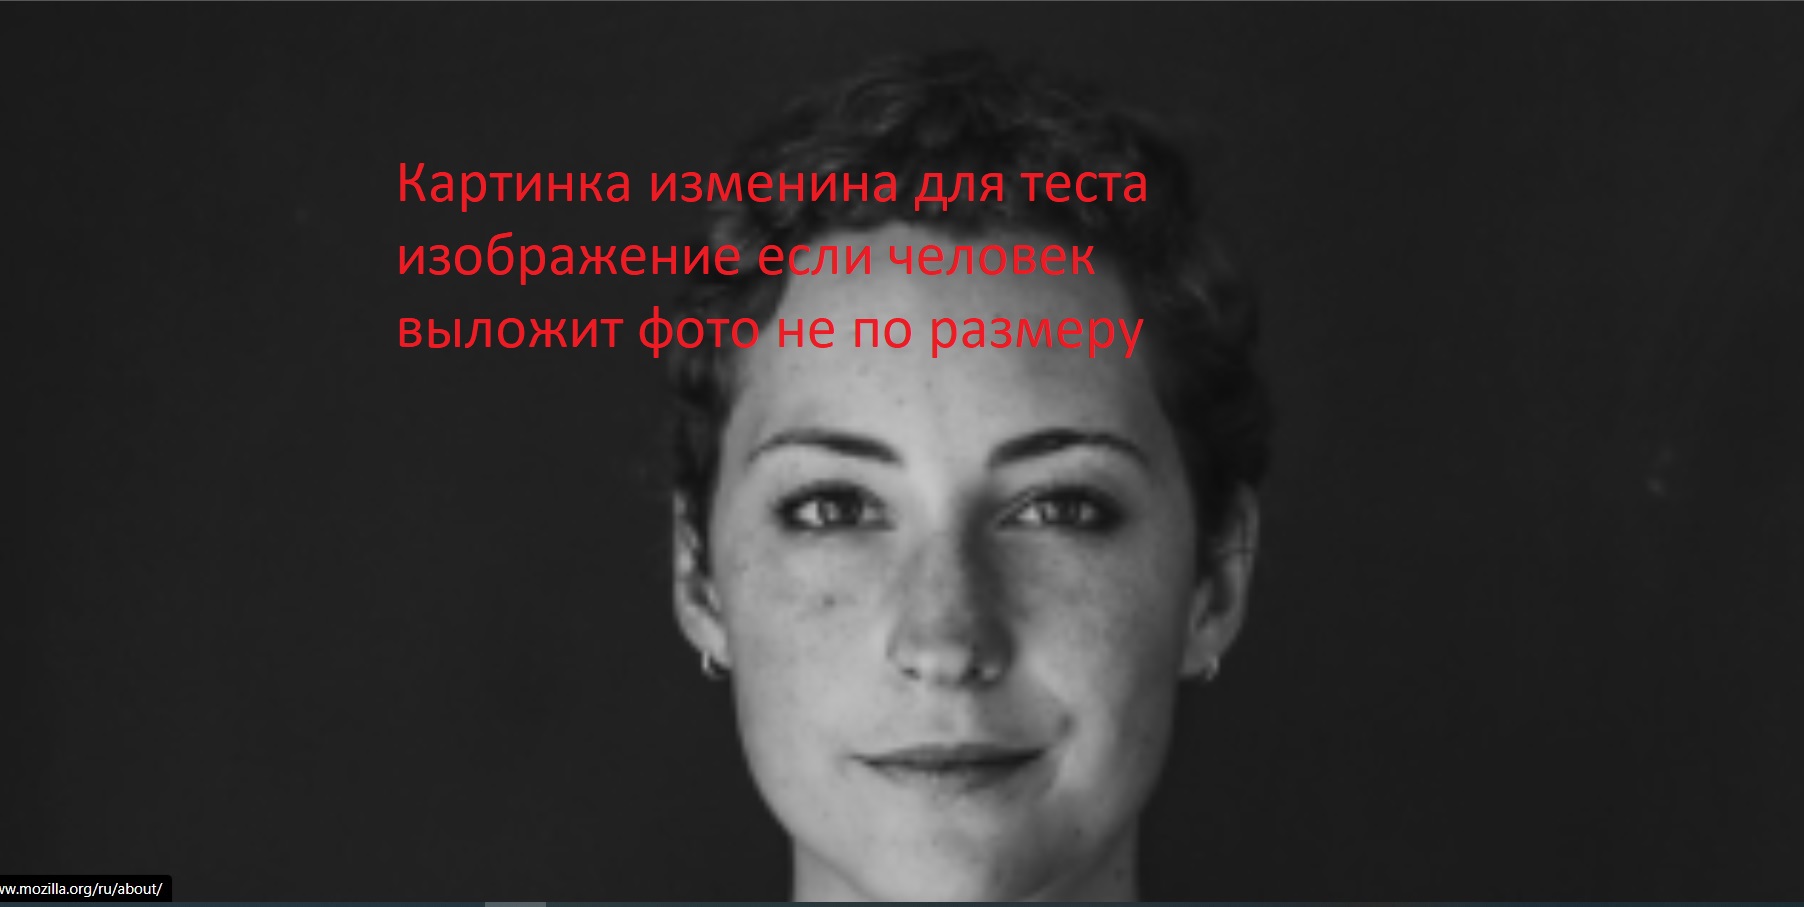 Картинка изменина для теста
изображение если человек
выложит фото не по размеру
ww.mozilla.org/ru/about/